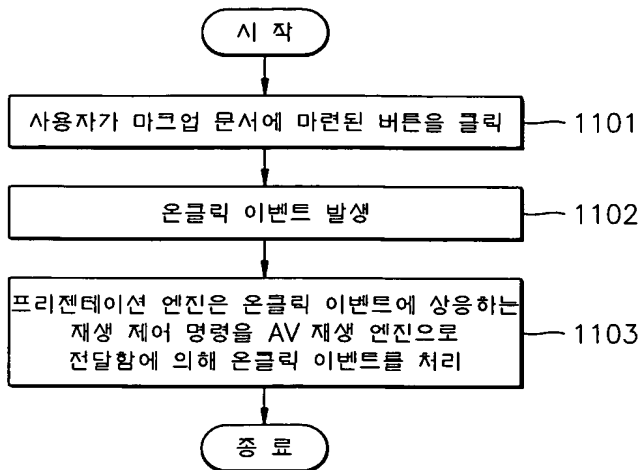 시 작
사용자가 마크업 문서에 마련된 버튼을 클릭
1101
온클릭 이벤트 발생
1102
프리젠테이션 엔진은 온클릭 이벤트에 상응하는
재생 제어 명령을 AV 재생 엔진으로
전달함에 의해 온클릭 이벤트를 처리
1103
종 료